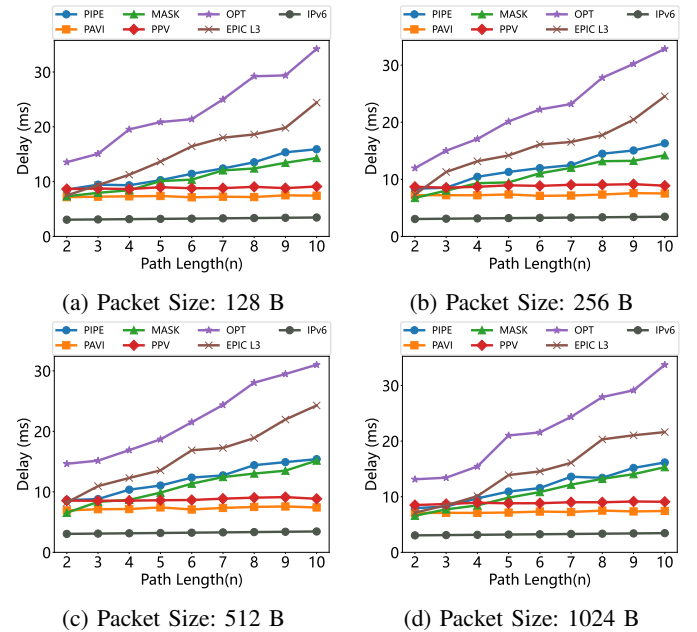 PIPE MASK OPT IPv6
PAVI PPV EPIC L3
Delay (ms)
30
20
10
0
2 3 4 5 6 7 8 9 10
Path Length(n)
(a) Packet Size: 128 B
PIPE MASK OPT IPv6
PAVI PPV EPIC L3
Delay (ms)
30
20
10
0
2 3 4 5 6 7 8 9 10
Path Length(n)
(b) Packet Size: 256 B
PIPE MASK OPT IPv6
PAVI PPV EPIC L3
Delay (ms)
30
20
10
0
2 3 4 5 6 7 8 9 10
Path Length(n)
(c) Packet Size: 512 B
PIPE MASK OPT IPv6
PAVI PPV EPIC L3
Delay (ms)
30
20
10
0
2 3 4 5 6 7 8 9 10
Path Length(n)
(d) Packet Size: 1024 B